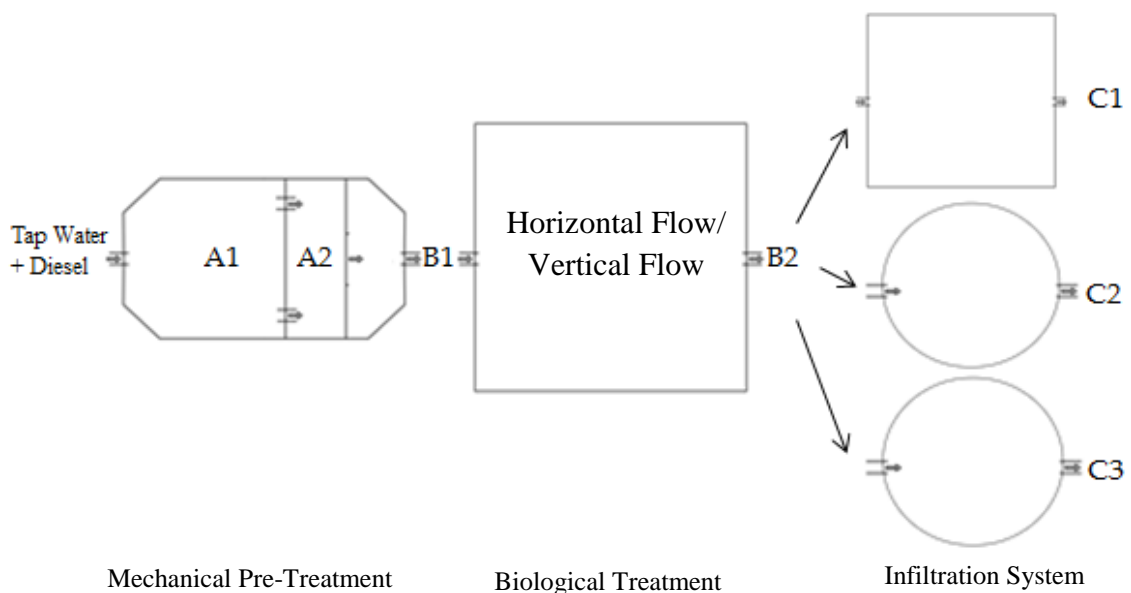 Tap Water
+ Diesel
A1
A2
B1
Horizontal Flow/
Vertical Flow
B2
C1
C2
C3
Mechanical Pre-Treatment
Biological Treatment
Infiltration System